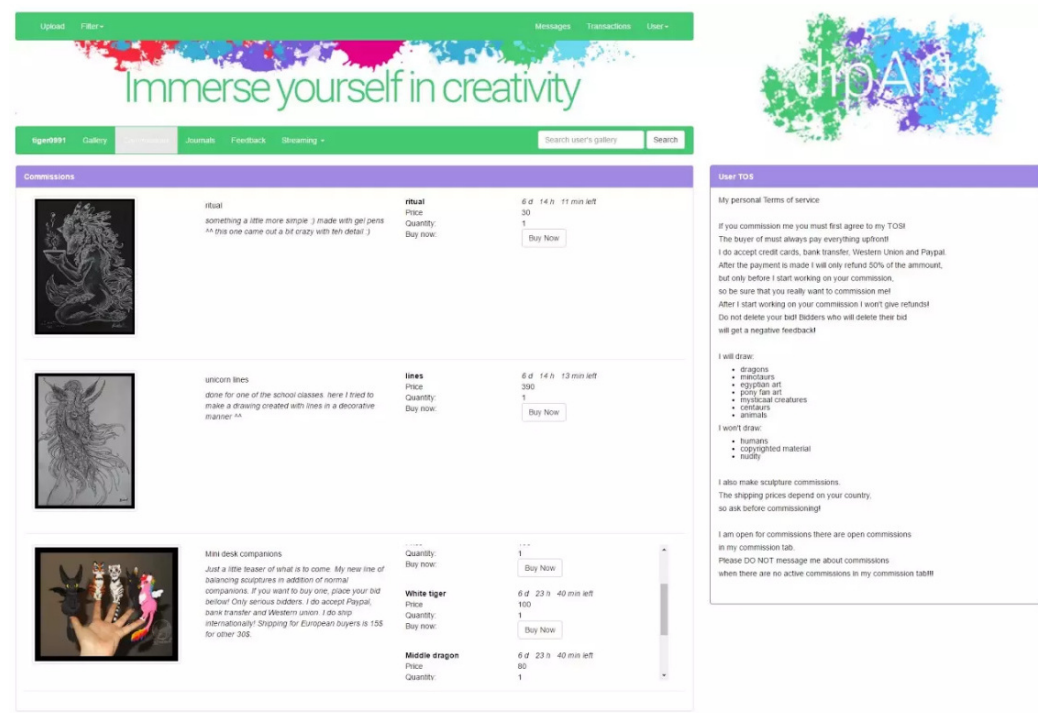 Upload Filter Messages Transactions User
Immerse yourself in creativity
clipArt
tiger9991 Gallery Commissions Journals Feedback Streaming Search user's gallery Search
Commissions
ritual
something a little more simple :) made with gel pens
^^ this one came out a bit crazy with teh detail :)
ritual 6 d 14 h 11 min left
Price 30
Quantity: 1
Buy now: Buy Now
unicorn lines
done for one of the school classes. here I tried to
make a drawing created with lines in a decorative
manner ^^
lines 6 d 14 h 13 min left
Price 390
Quantity: 1
Buy now: Buy Now
Mini desk companions
Just a little teaser of what is to come. My new line of
balancing sculptures in addition of normal
companions. If you want to buy one, place your bid
bellow! Only serious bidders. I do accept Paypal,
bank transfer and Western union. I do ship
internationally! Shipping for European buyers is 15$
for other 30$.
Quantity: 1
Buy now: Buy Now
White tiger 6 d 23 h 40 min left
Price 100
Quantity: 1
Buy now: Buy Now
Middle dragon 6 d 23 h 40 min left
Price 80
Quantity: 1
User TOS
My personal Terms of service
If you commission me you must first agree to my TOS!
The buyer of must always pay everything upfront!
I do accept credit cards, bank transfer, Western Union and Paypal.
After the payment is made I will only refund 50% of the ammount,
but only before I start working on your commission,
so be sure that you really want to commission me!
After I start working on your commission I won't give refunds!
Do not delete your bid! Bidders who will delete their bid
will get a negative feedback!
I will draw:
dragons
minotaurs
egyptian art
pony fan art
mysticaal creatures
centaurs
animals
I won't draw:
humans
copyrighted material
nudity
I also make sculpture commissions.
The shipping prices depend on your country,
so ask before commissioning!
I am open for commissions there are open commissions
in my commission tab.
Please DO NOT message me about commissions
when there are no active commissions in my commission tab!!!!